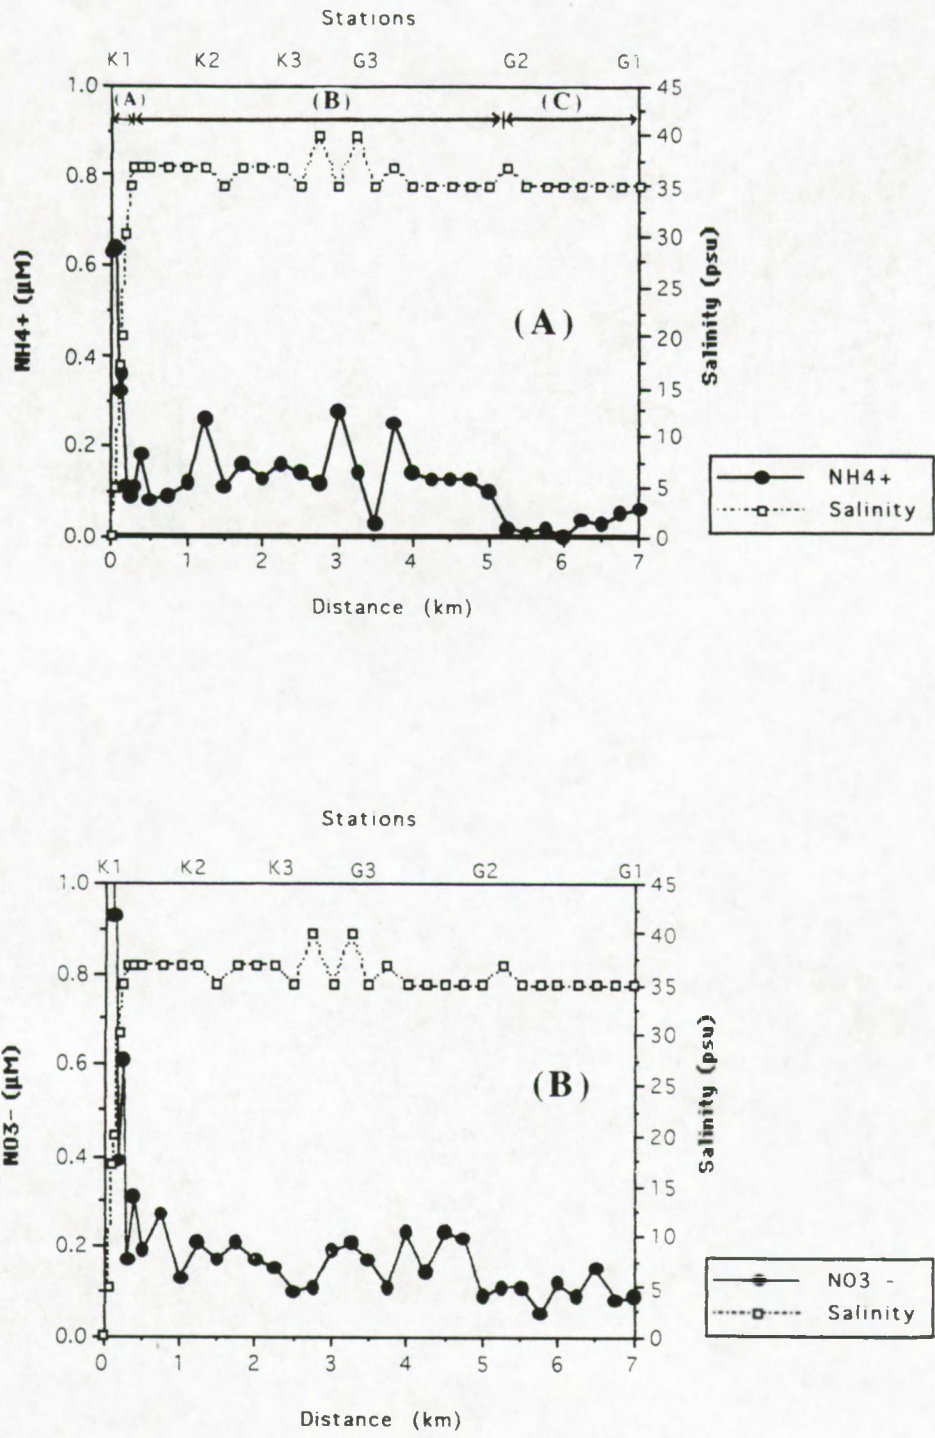 Stations
K1 K2 K3 G3 G2 G1
1.0 45
(A) (B) (C)
40
0.8
35
0.6 30
25
(A)
0.4 20
15
0.2 10
5
0.0 0
0 1 2 3 4 5 6 7
NH4+ (µM)
Salinity (psu)
NH4+
Salinity
Distance (km)
Stations
K1 K2 K3 G3 G2 G1
1.0 45
40
0.8
35
0.6 30
25
(B)
0.4 20
15
0.2 10
5
0.0 0
0 1 2 3 4 5 6 7
NO3- (µM)
Salinity (psu)
NO3 -
Salinity
Distance (km)